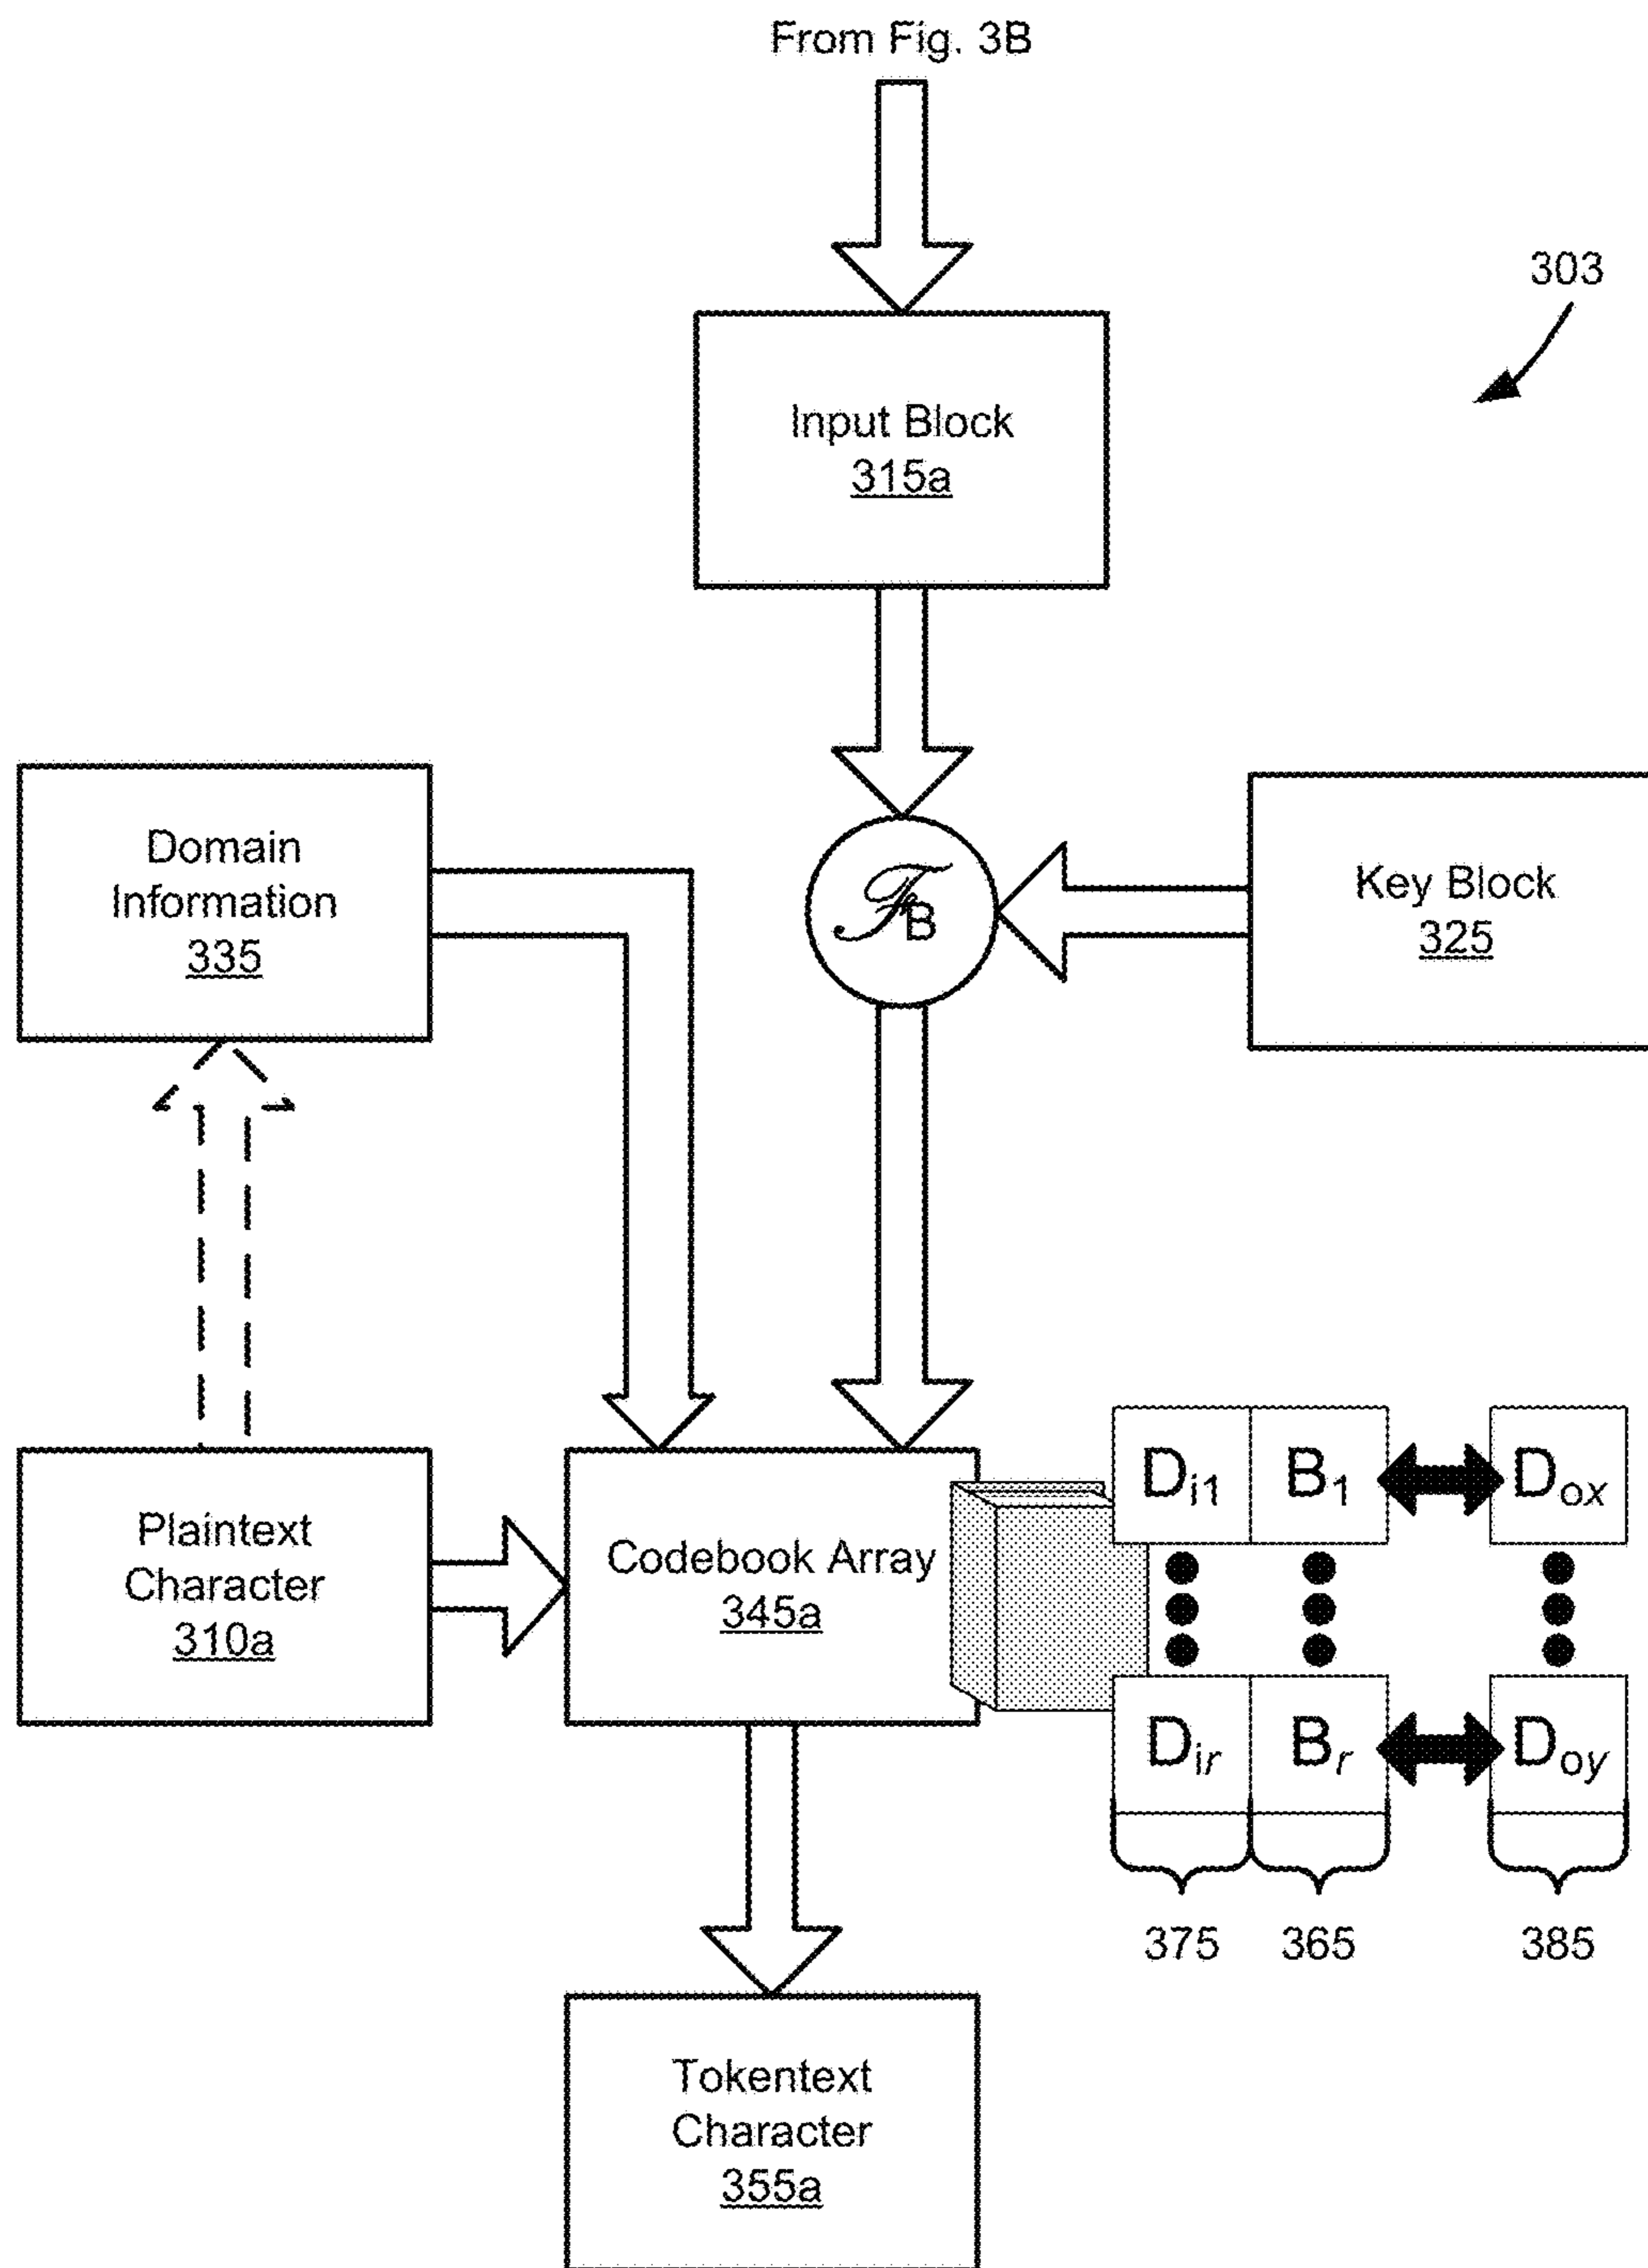 From Fig. 3B
303
Input Block
315a
Domain
Information
335
ℱB
Key Block
325
Plaintext
Character
310a
Codebook Array
345a
Di1 B1 Dox
Dir Br Doy
375 365 385
Tokentext
Character
355a